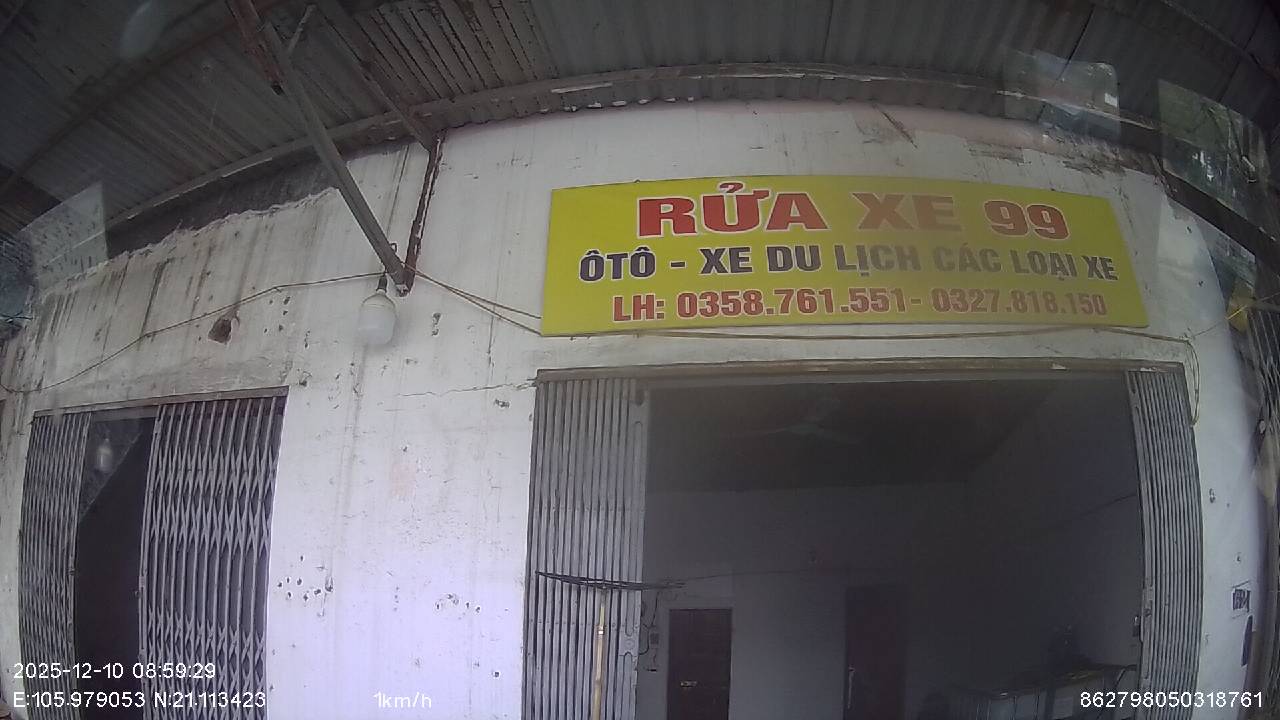 RỬA XE 99
ÔTÔ - XE DU LỊCH CÁC LOẠI XE
LH: 0358.761.551- 0327.818.150
2025-12-10 08:59:29
E:105.979053 N:21.113423 1km/h 862798050318761